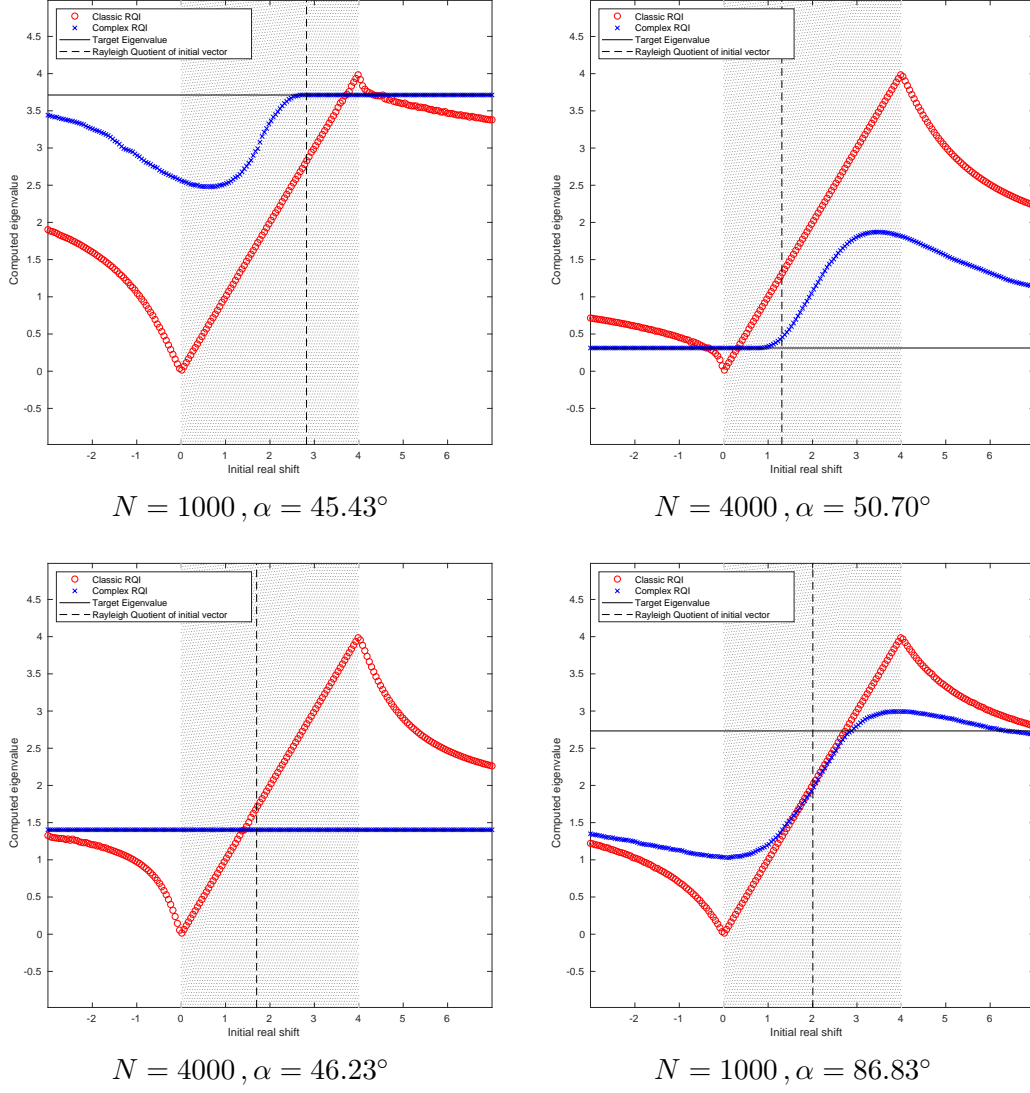 Classic RQI
Complex RQI
Target Eigenvalue
Rayleigh Quotient of initial vector
4.5
4
3.5
3
2.5
2
1.5
1
0.5
0
-0.5
Computed eigenvalue
-2 -1 0 1 2 3 4 5 6
Initial real shift
N = 1000 , α = 45.43°
Classic RQI
Complex RQI
Target Eigenvalue
Rayleigh Quotient of initial vector
4.5
4
3.5
3
2.5
2
1.5
1
0.5
0
-0.5
Computed eigenvalue
-2 -1 0 1 2 3 4 5 6
Initial real shift
N = 4000 , α = 50.70°
Classic RQI
Complex RQI
Target Eigenvalue
Rayleigh Quotient of initial vector
4.5
4
3.5
3
2.5
2
1.5
1
0.5
0
-0.5
Computed eigenvalue
-2 -1 0 1 2 3 4 5 6
Initial real shift
N = 4000 , α = 46.23°
Classic RQI
Complex RQI
Target Eigenvalue
Rayleigh Quotient of initial vector
4.5
4
3.5
3
2.5
2
1.5
1
0.5
0
-0.5
Computed eigenvalue
-2 -1 0 1 2 3 4 5 6
Initial real shift
N = 1000 , α = 86.83°